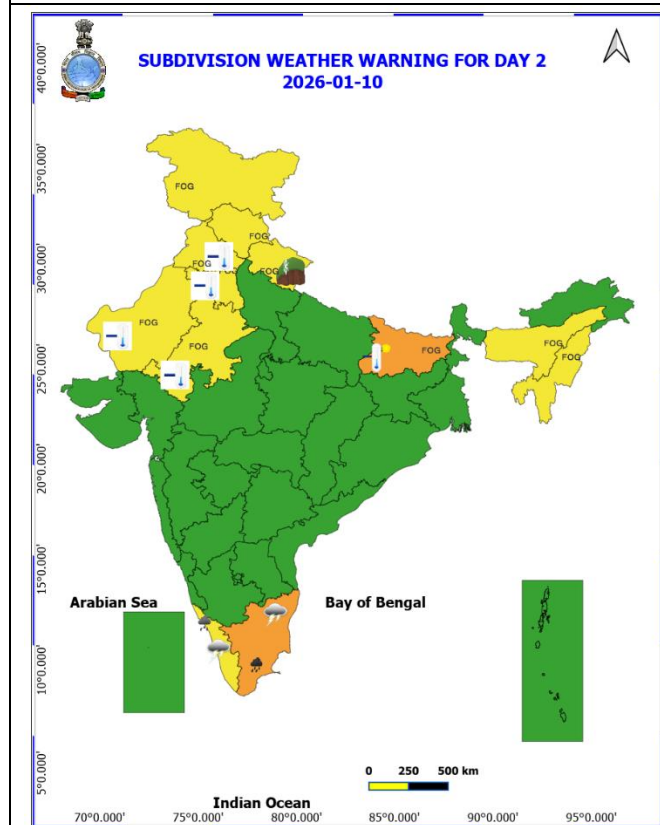 SUBDIVISION WEATHER WARNING FOR DAY 2
2026-01-10
40°0.000'
35°0.000'
FOG
FOG
30°0.000'
FOG
FOG
FOG
FOG
FOG
FOG
25°0.000'
20°0.000'
15°0.000'
Arabian Sea
Bay of Bengal
10°0.000'
5°0.000'
0 250 500 km
Indian Ocean
70°0.000' 75°0.000' 80°0.000' 85°0.000' 90°0.000' 95°0.000'